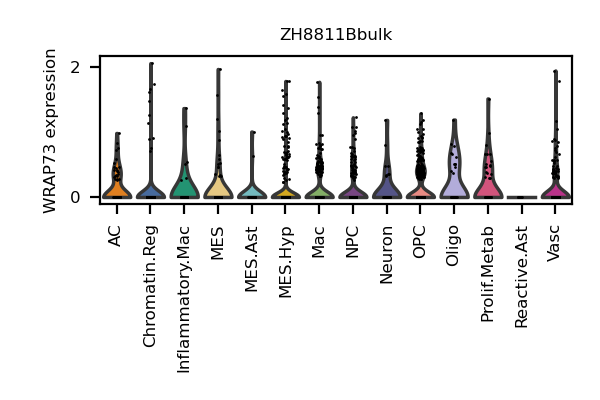 ZH8811Bbulk
WRAP73 expression
2
0
AC
Chromatin.Reg
Inflammatory.Mac
MES
MES.Ast
MES.Hyp
Mac
NPC
Neuron
OPC
Oligo
Prolif.Metab
Reactive.Ast
Vasc